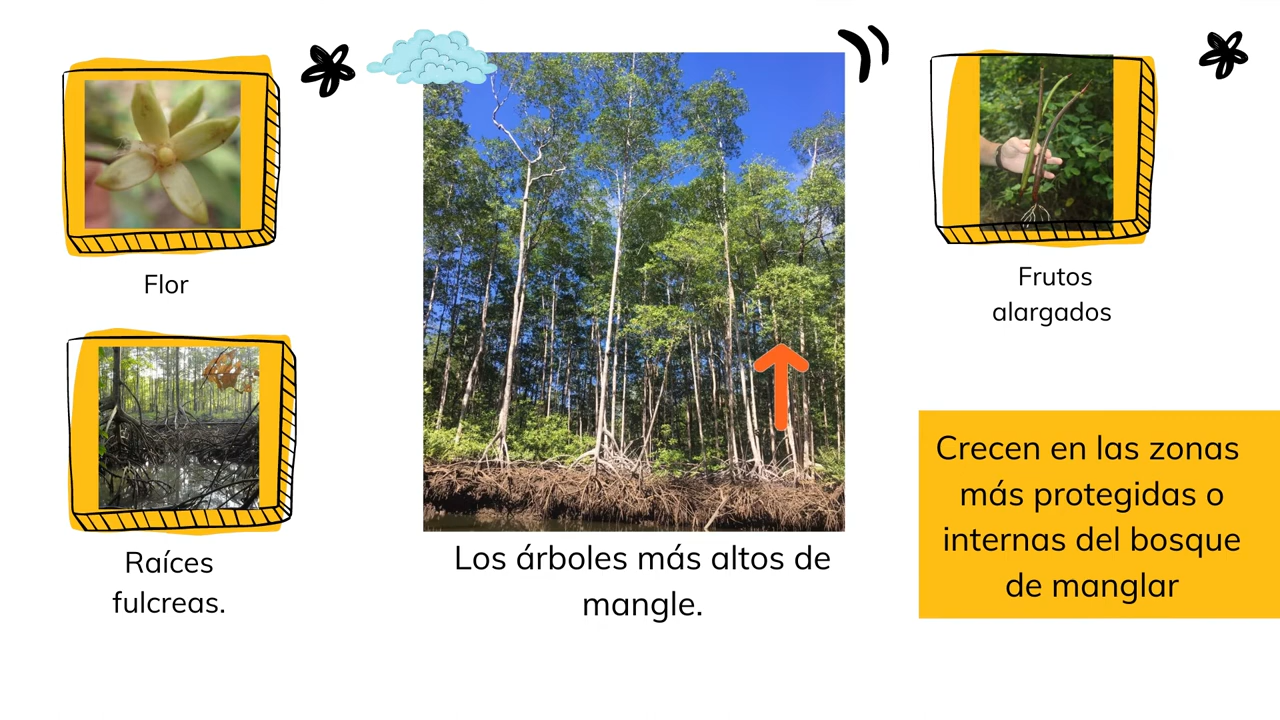 Flor
Raíces
fulcreas.
Los árboles más altos de
mangle.
Frutos
alargados
Crecen en las zonas
más protegidas o
internas del bosque
de manglar